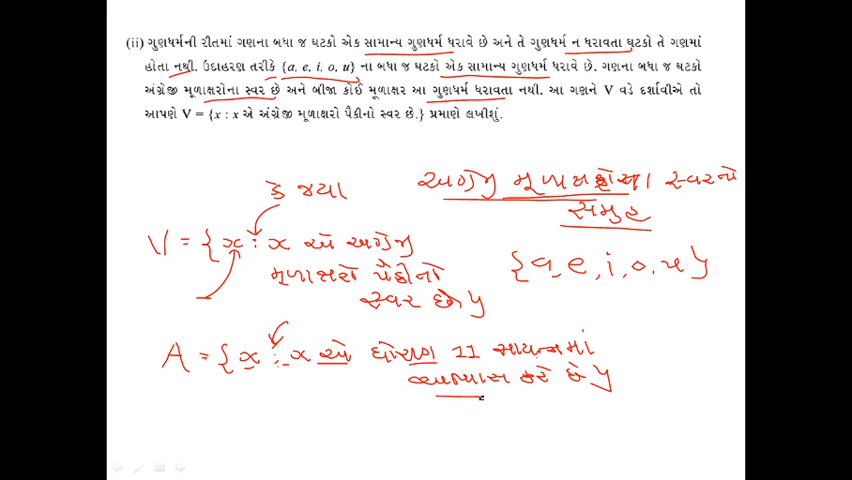 (ii) ગુણધર્મની રીતમાં ગણના બધા જ ઘટકો એક સામાન્ય ગુણધર્મ ધરાવે છે અને તે ગુણધર્મ ન ધરાવતા ઘટકો તે ગણમાં
હોતા નથી. ઉદાહરણ તરીકે {a, e, i, o, u} ના બધા જ ઘટકો એક સામાન્ય ગુણધર્મ ધરાવે છે. ગણના બધા જ ઘટકો
અંગ્રેજી મૂળાક્ષરોના સ્વર છે અને બીજા કોઈ મૂળાક્ષર આ ગુણધર્મ ધરાવતા નથી. આ ગણને V વડે દર્શાવીએ તો
આપણે V = {x : x એ અંગ્રેજી મૂળાક્ષરો પૈકીનો સ્વર છે.} પ્રમાણે લખીશું.
અંગ્રેજી મૂળાક્ષરોના સ્વરનો
સમુહ
કે જ્યા
V = {x : x એ અંગ્રેજી
મૂળાક્ષરો પૈકીનો
સ્વર છે}
{a, e, i, o, u}
A = {x : x એ ધોરણ 11 સાયન્સમાં
અભ્યાસ કરે છે}